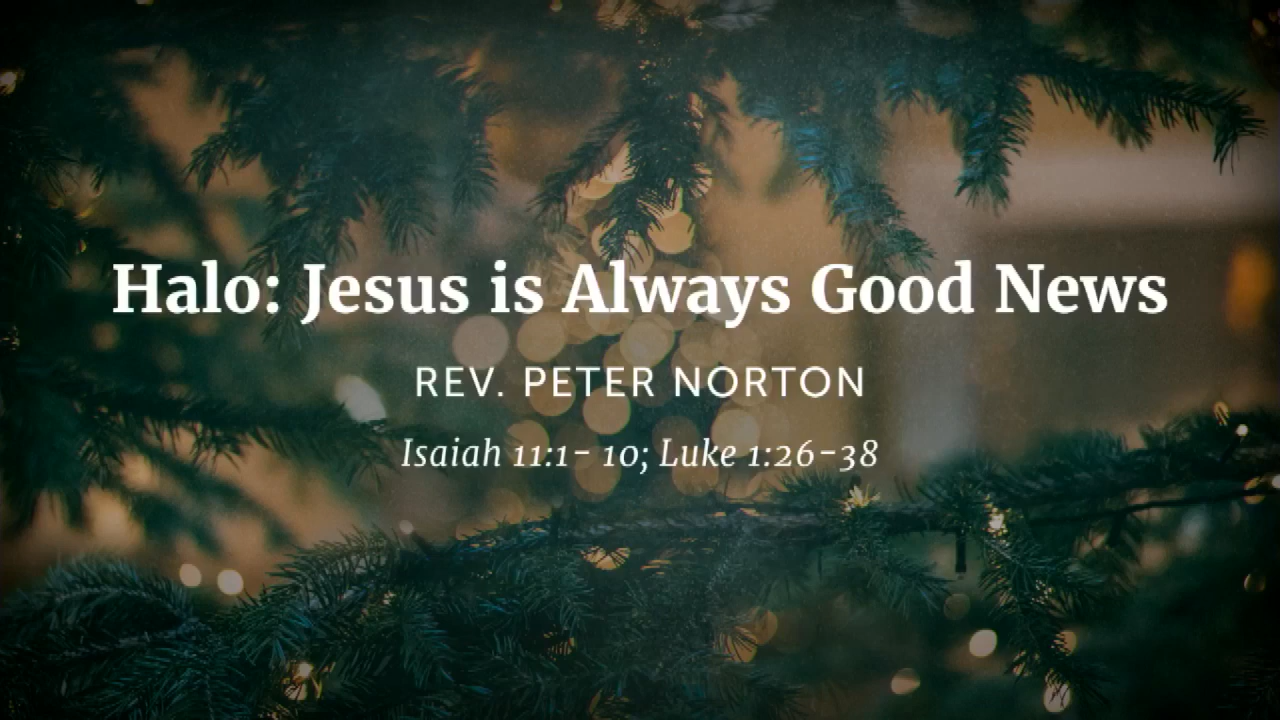 Halo: Jesus is Always Good News
REV. PETER NORTON
Isaiah 11:1- 10; Luke 1:26-38